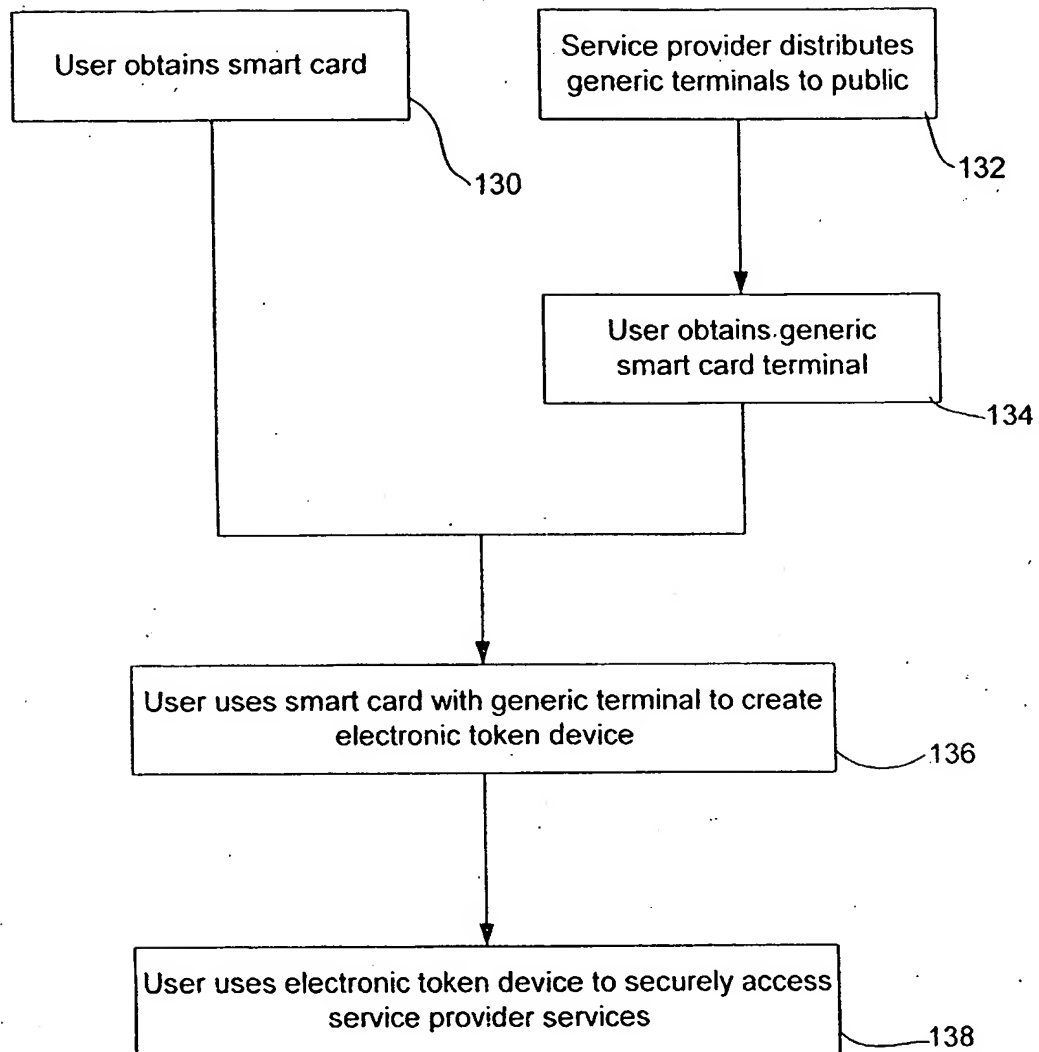 User obtains smart card
130
Service provider distributes
generic terminals to public
132
User obtains generic
smart card terminal
134
User uses smart card with generic terminal to create
electronic token device
136
User uses electronic token device to securely access
service provider services
138